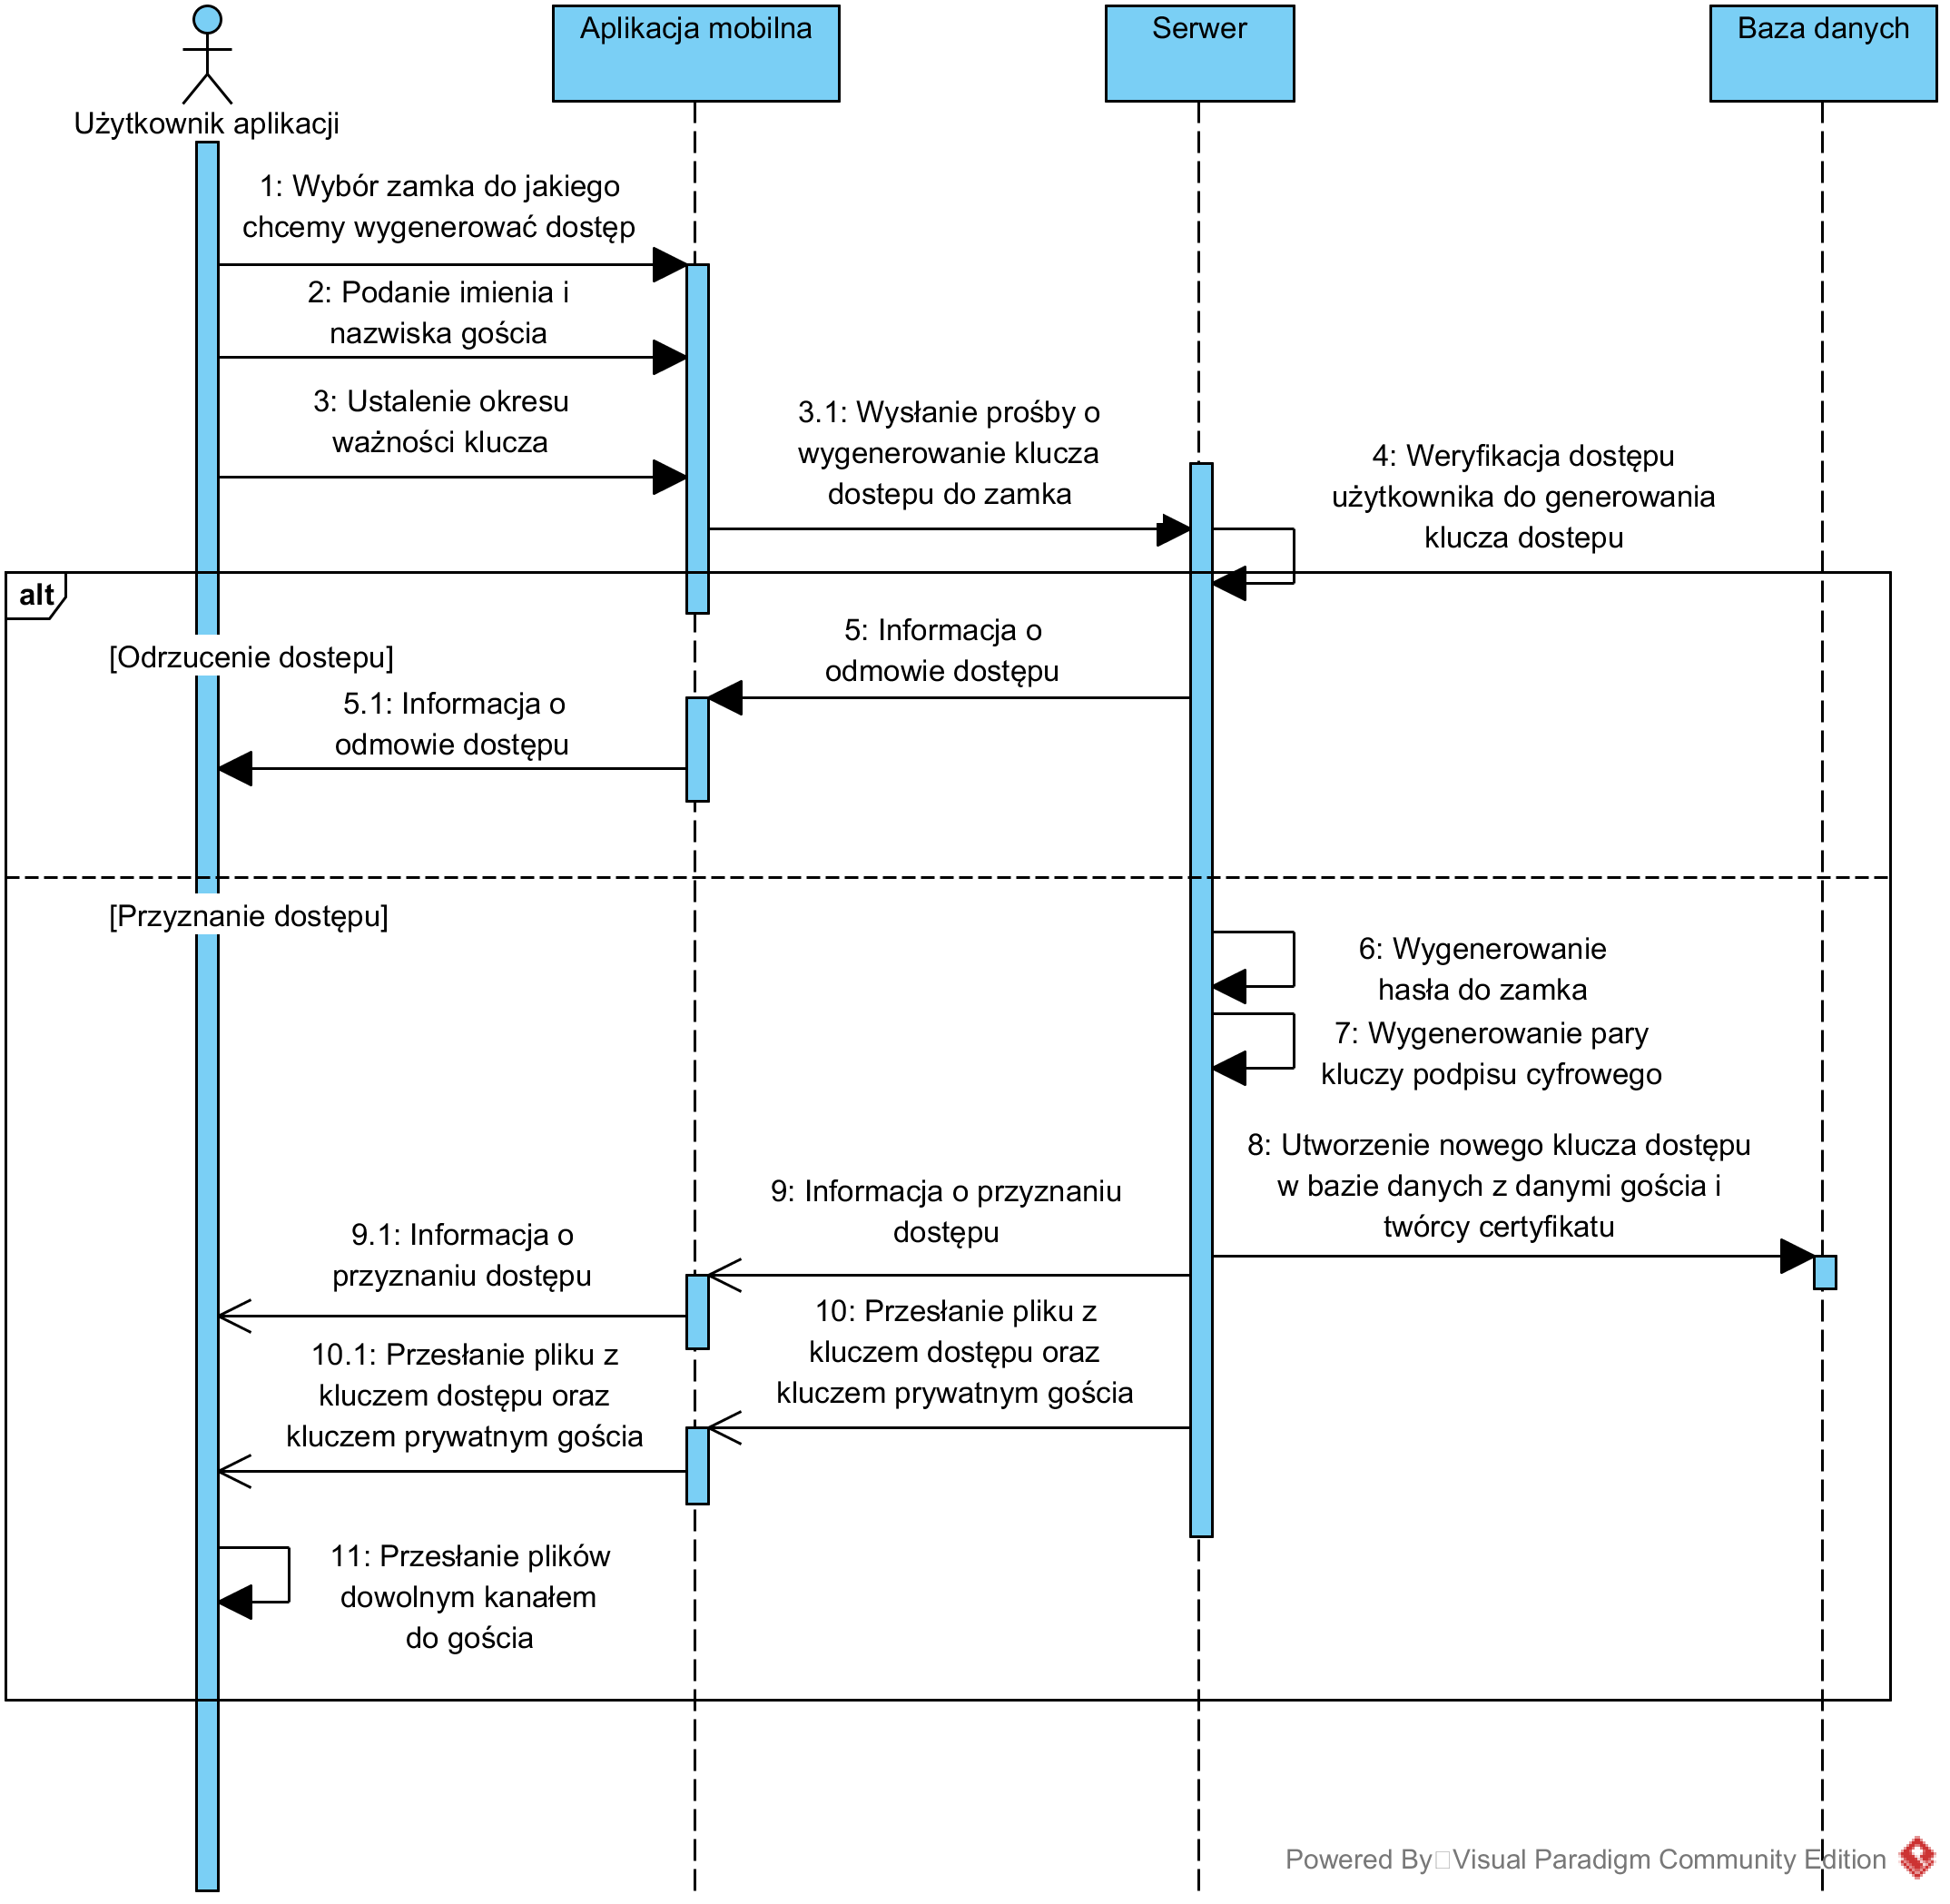 Użytkownik aplikacji
Aplikacja mobilna
Serwer
Baza danych
1: Wybór zamka do jakiego
chcemy wygenerować dostęp
2: Podanie imienia i
nazwiska gościa
3: Ustalenie okresu
ważności klucza
3.1: Wysłanie prośby o
wygenerowanie klucza
dostepu do zamka
4: Weryfikacja dostępu
użytkownika do generowania
klucza dostepu
alt
[Odrzucenie dostepu]
5: Informacja o
odmowie dostępu
5.1: Informacja o
odmowie dostępu
[Przyznanie dostępu]
6: Wygenerowanie
hasła do zamka
7: Wygenerowanie pary
kluczy podpisu cyfrowego
8: Utworzenie nowego klucza dostępu
w bazie danych z danymi gościa i
twórcy certyfikatu
9: Informacja o przyznaniu
dostępu
9.1: Informacja o
przyznaniu dostępu
10: Przesłanie pliku z
kluczem dostępu oraz
kluczem prywatnym gościa
10.1: Przesłanie pliku z
kluczem dostępu oraz
kluczem prywatnym gościa
11: Przesłanie plików
dowolnym kanałem
do gościa
Powered By Visual Paradigm Community Edition